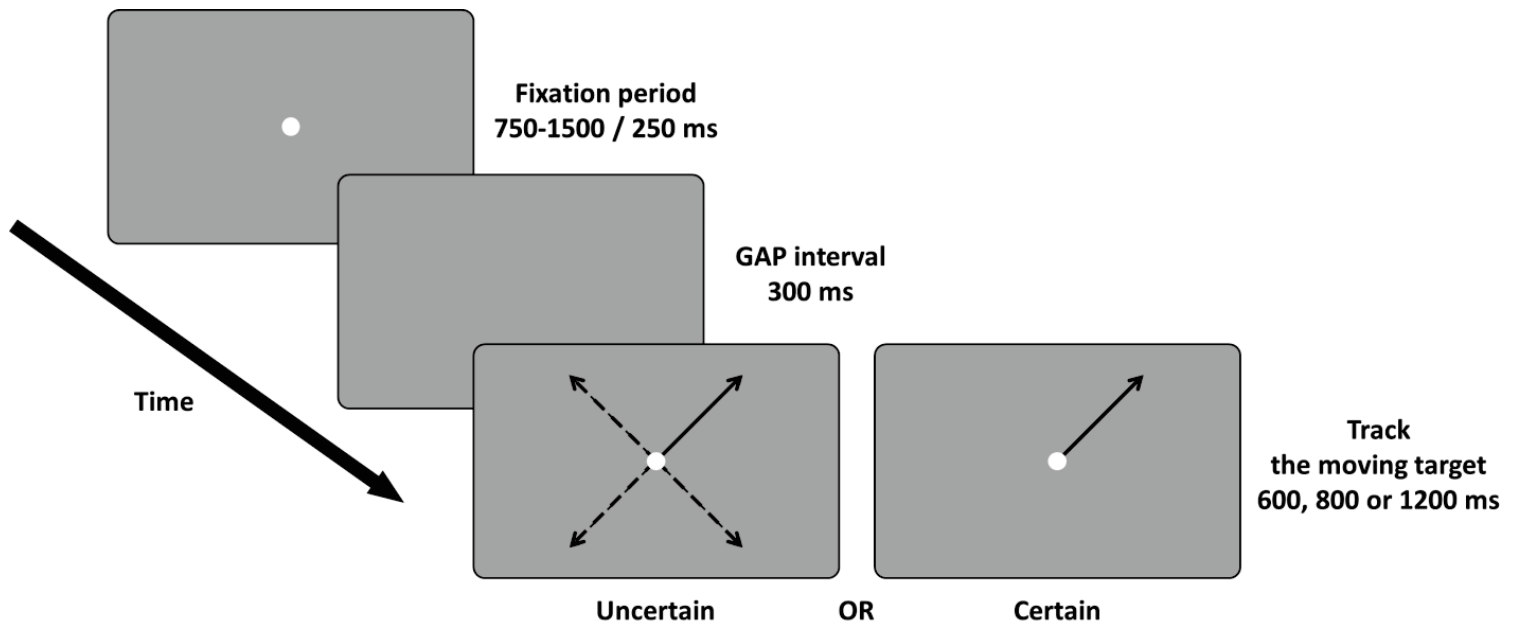 Fixation period
750-1500 / 250 ms
GAP interval
300 ms
Time
Track
the moving target
600, 800 or 1200 ms
Uncertain
OR
Certain